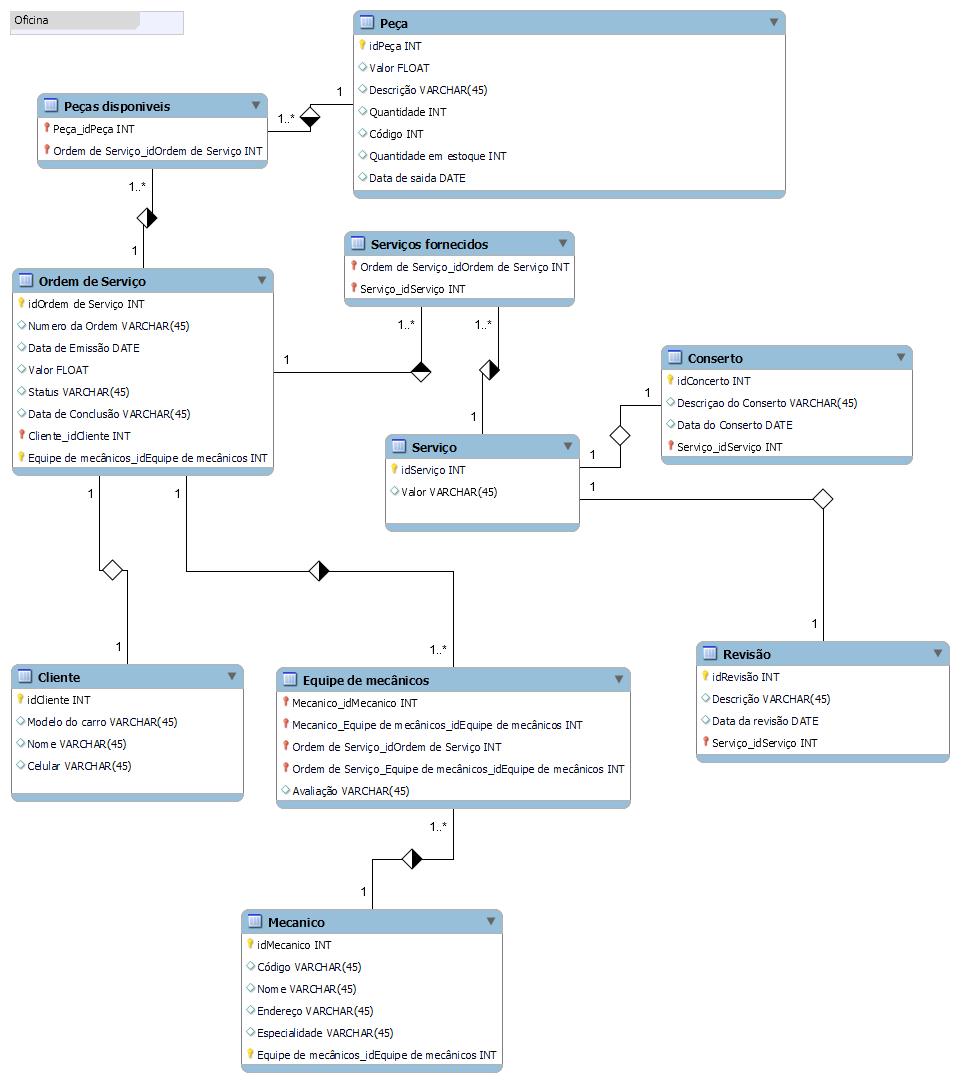 Oficina
Peça
idPeça INT
Valor FLOAT
Descrição VARCHAR(45)
Quantidade INT
Código INT
Quantidade em estoque INT
Data de saida DATE
1
1..*
Peças disponiveis
Peça_idPeça INT
Ordem de Serviço_idOrdem de Serviço INT
1..*
1
Serviços fornecidos
Ordem de Serviço_idOrdem de Serviço INT
Serviço_idServiço INT
1..*
1..*
Ordem de Serviço
idOrdem de Serviço INT
Numero da Ordem VARCHAR(45)
Data de Emissão DATE
Valor FLOAT
Status VARCHAR(45)
Data de Conclusão VARCHAR(45)
Cliente_idCliente INT
Equipe de mecânicos_idEquipe de mecânicos INT
1
1
Conserto
idConcerto INT
Descriçao do Conserto VARCHAR(45)
Data do Conserto DATE
Serviço_idServiço INT
1
Serviço
idServiço INT
Valor VARCHAR(45)
1
1
1
1
1
1..*
1
Cliente
idCliente INT
Modelo do carro VARCHAR(45)
Nome VARCHAR(45)
Celular VARCHAR(45)
Equipe de mecânicos
Mecanico_idMecanico INT
Mecanico_Equipe de mecânicos_idEquipe de mecânicos INT
Ordem de Serviço_idOrdem de Serviço INT
Ordem de Serviço_Equipe de mecânicos_idEquipe de mecânicos INT
Avaliação VARCHAR(45)
Revisão
idRevisão INT
Descrição VARCHAR(45)
Data da revisão DATE
Serviço_idServiço INT
1..*
1
Mecanico
idMecanico INT
Código VARCHAR(45)
Nome VARCHAR(45)
Endereço VARCHAR(45)
Especialidade VARCHAR(45)
Equipe de mecânicos_idEquipe de mecânicos INT